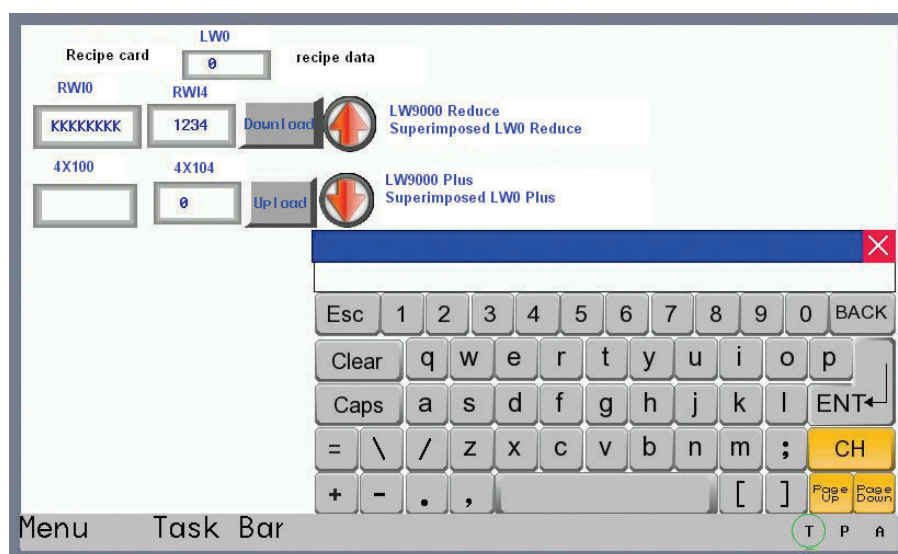 LW0
Recipe card 0 recipe data
RWI0 RWI4
KKKKKKKK 1234 Download LW9000 Reduce
Superimposed LW0 Reduce
4X100 4X104
0 Upload LW9000 Plus
Superimposed LW0 Plus
Esc 1 2 3 4 5 6 7 8 9 0 BACK
Clear q w e r t y u i o p
Caps a s d f g h j k l ENT
= \ / z x c v b n m ; CH
+ - . , [ ] Page Up Page Down
Menu Task Bar T P A